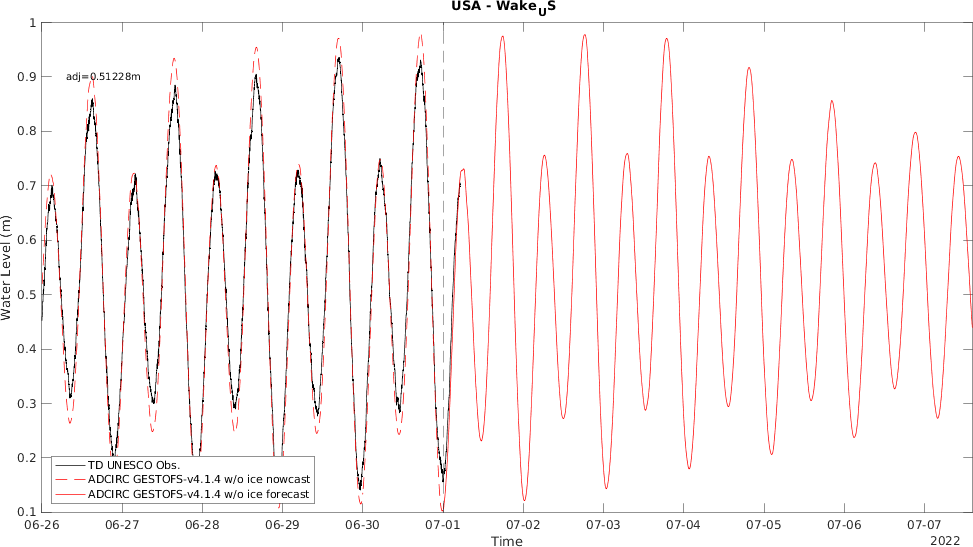 USA - Wake_US
adj=0.51228m
Water Level (m)
1
0.9
0.8
0.7
0.6
0.5
0.4
0.3
0.2
0.1
TD UNESCO Obs.
ADCIRC GESTOFS-v4.1.4 w/o ice nowcast
ADCIRC GESTOFS-v4.1.4 w/o ice forecast
06-26 06-27 06-28 06-29 06-30 07-01 07-02 07-03 07-04 07-05 07-06 07-07
Time
2022